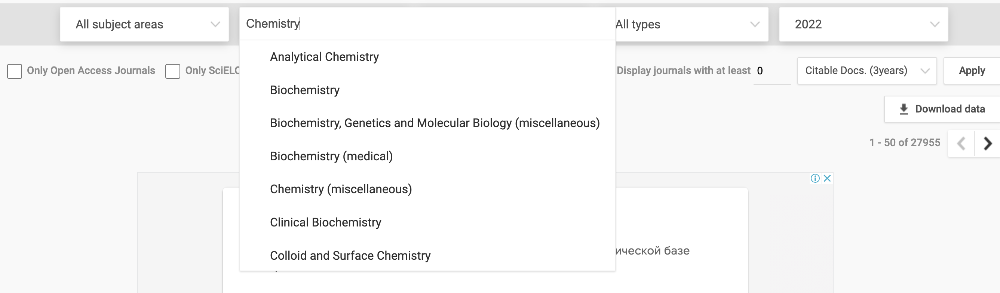 All subject areas
Chemistry
All types
2022
Only Open Access Journals
Only SciELO
Display journals with at least 0
Citable Docs. (3years)
Apply
Download data
1 - 50 of 27955
Analytical Chemistry
Biochemistry
Biochemistry, Genetics and Molecular Biology (miscellaneous)
Biochemistry (medical)
Chemistry (miscellaneous)
Clinical Biochemistry
Colloid and Surface Chemistry
ической базе